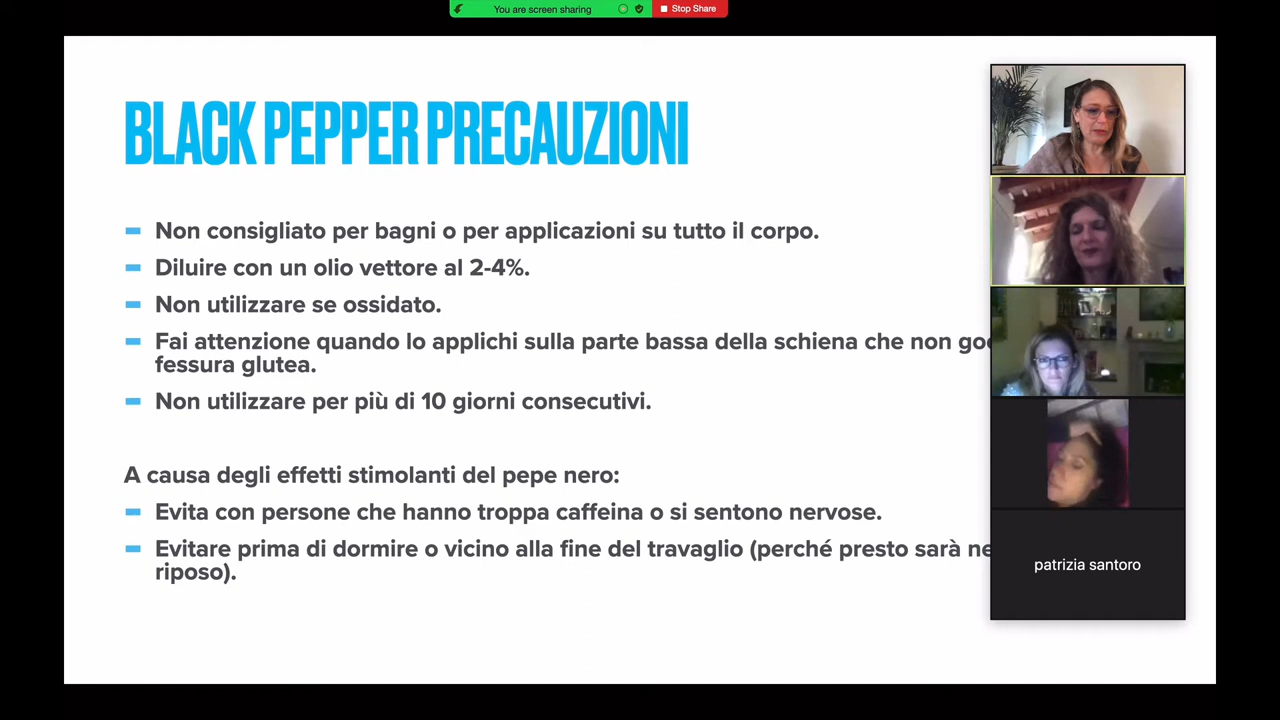 You are screen sharing
Stop Share
BLACK PEPPER PRECAUZIONI
Non consigliato per bagni o per applicazioni su tutto il corpo.
Diluire con un olio vettore al 2-4%.
Non utilizzare se ossidato.
Fai attenzione quando lo applichi sulla parte bassa della schiena che non
fessura glutea.
Non utilizzare per più di 10 giorni consecutivi.
A causa degli effetti stimolanti del pepe nero:
Evita con persone che hanno troppa caffeina o si sentono nervose.
Evitare prima di dormire o vicino alla fine del travaglio (perché presto sarà
riposo).
patrizia santoro